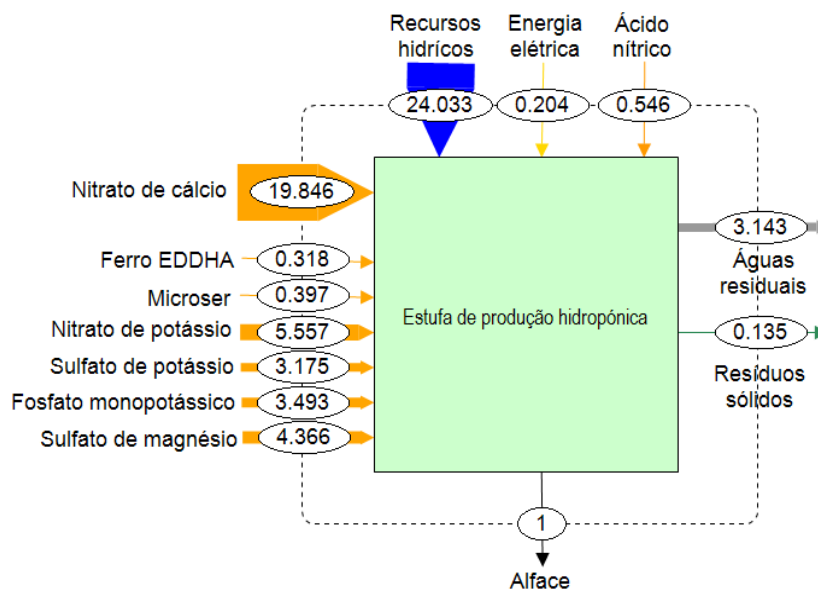 Recursos
hidrícos
Energia
elétrica
Ácido
nítrico
24.033
0.204
0.546
Nitrato de cálcio
19.846
3.143
Águas
residuais
Ferro EDDHA
0.318
Microser
0.397
Nitrato de potássio
5.557
Estufa de produção hidropónica
0.135
Resíduos
sólidos
Sulfato de potássio
3.175
Fosfato monopotássico
3.493
Sulfato de magnésio
4.366
1
Alface